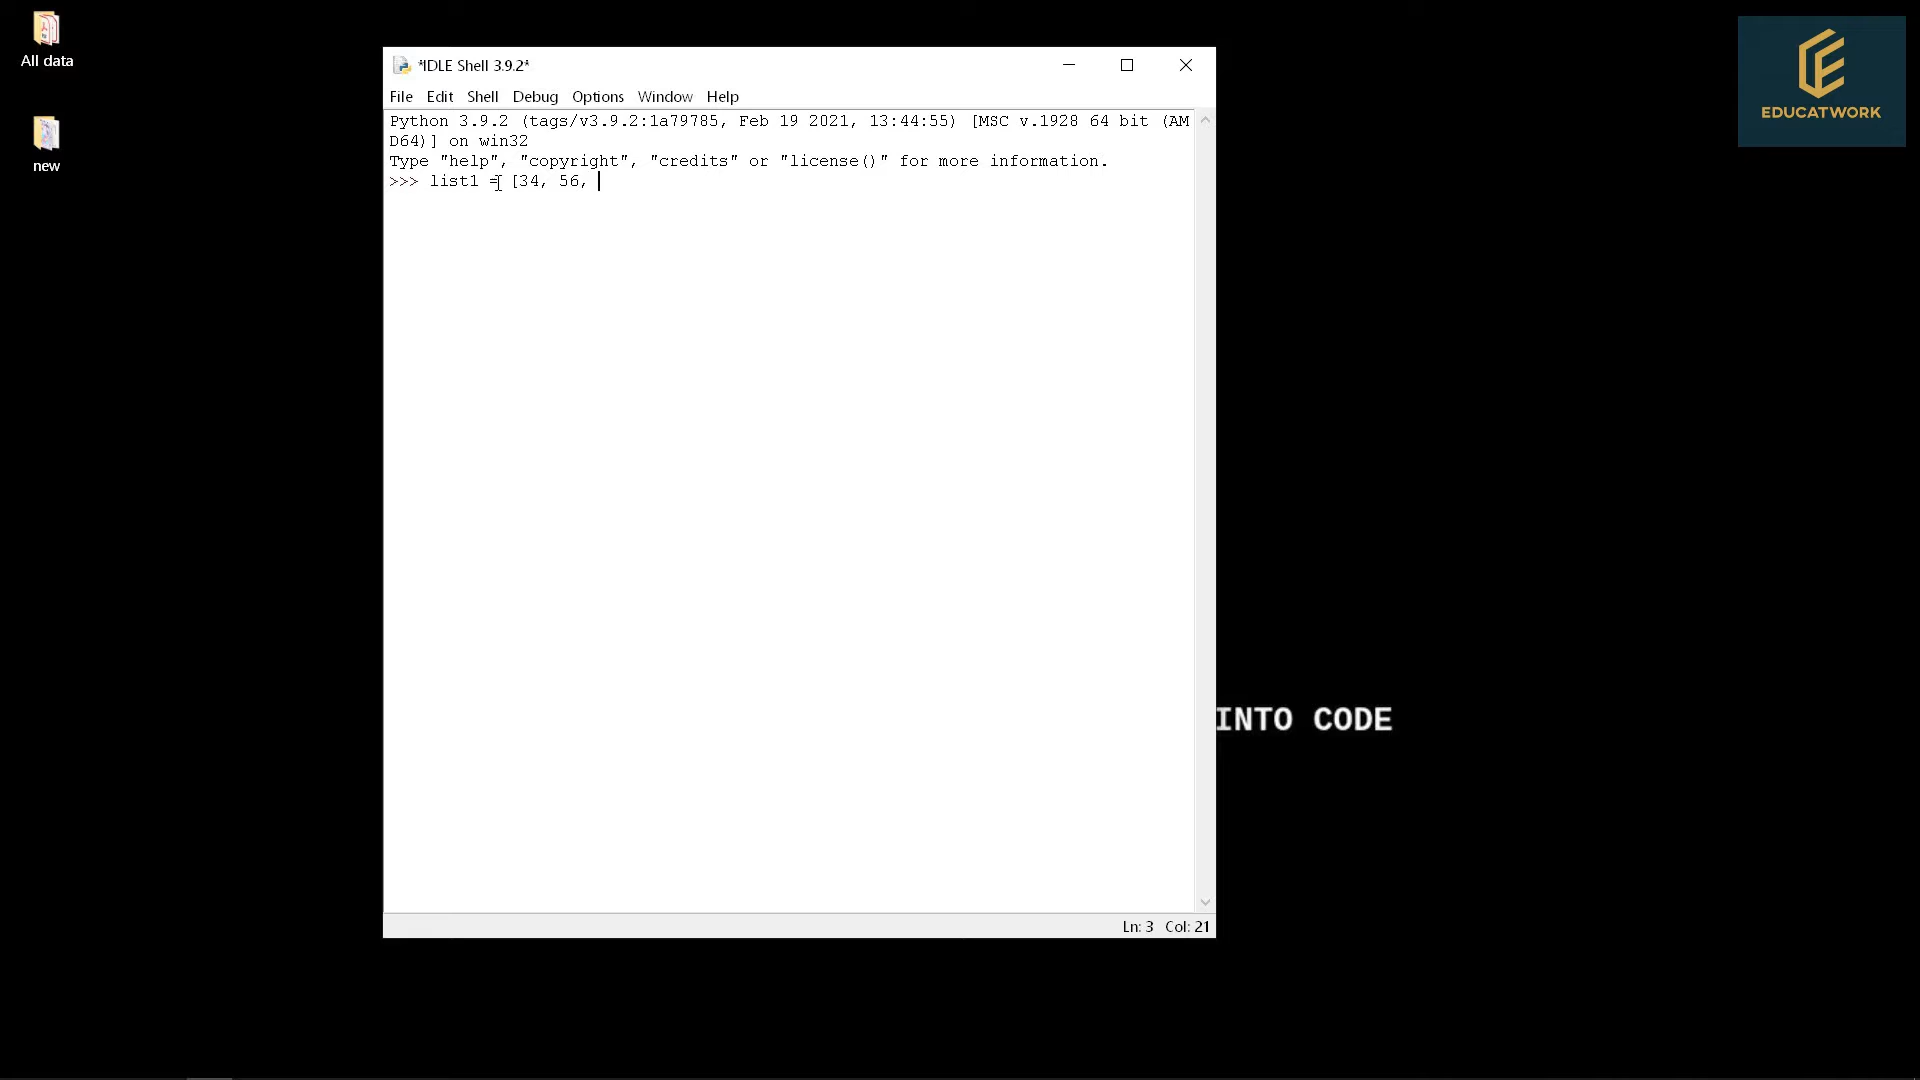 All data
new
*IDLE Shell 3.9.2*
File Edit Shell Debug Options Window Help
Python 3.9.2 (tags/v3.9.2:1a79785, Feb 19 2021, 13:44:55) [MSC v.1928 64 bit (AM
D64)] on win32
Type "help", "copyright", "credits" or "license()" for more information.
>>> list1 = [34, 56,
Ln: 3 Col: 21
INTO CODE
EDUCATWORK